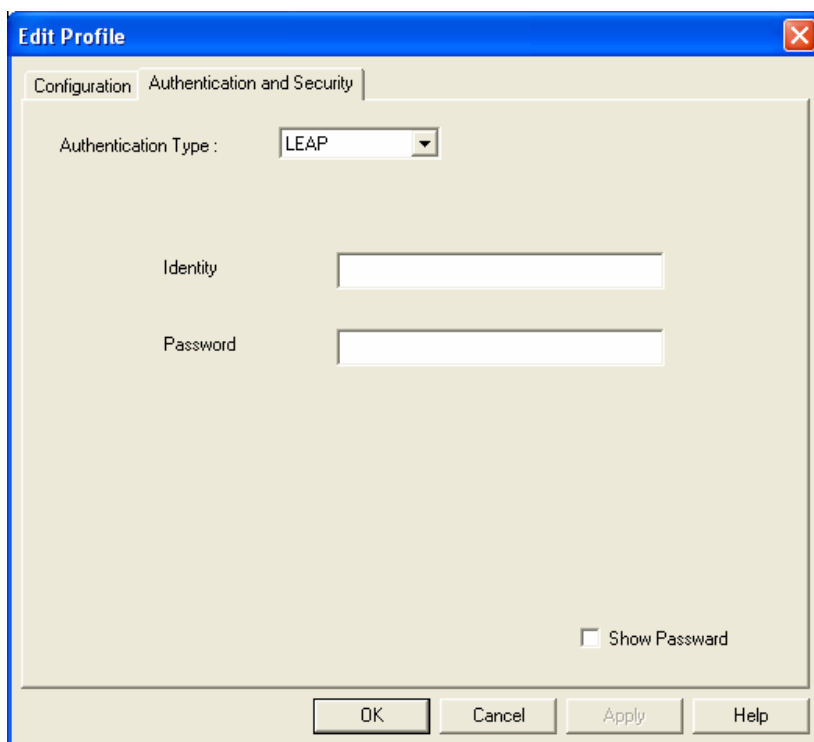 Edit Profile
Configuration Authentication and Security
Authentication Type : LEAP
Identity
Password
Show Passward
OK Cancel Apply Help